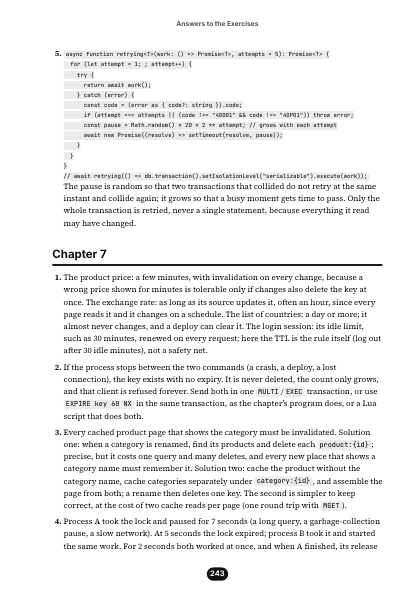 Answers to the Exercises
5. async function retrying<T>(work: () => Promise<T>, attempts = 5): Promise<T> {
for (let attempt = 1; ; attempt++) {
try {
return await work();
} catch (error) {
const code = (error as { code?: string }).code;
if (attempt === attempts || (code !== "40001" && code !== "40P01")) throw error;
const pause = Math.random() * 20 * 2 ** attempt; // grows with each attempt
await new Promise((resolve) => setTimeout(resolve, pause));
}
}
}
// await retrying(() => db.transaction().setIsolationLevel("serializable").execute(work));
The pause is random so that two transactions that collided do not retry at the same
instant and collide again; it grows so that a busy moment gets time to pass. Only the
whole transaction is retried, never a single statement, because everything it read
may have changed.
Chapter 7
1. The product price: a few minutes, with invalidation on every change, because a
wrong price shown for minutes is tolerable only if changes also delete the key at
once. The exchange rate: as long as its source updates it, often an hour, since every
page reads it and it changes on a schedule. The list of countries: a day or more; it
almost never changes, and a deploy can clear it. The login session: its idle limit,
such as 30 minutes, renewed on every request; here the TTL is the rule itself (log out
after 30 idle minutes), not a safety net.
2. If the process stops between the two commands (a crash, a deploy, a lost
connection), the key exists with no expiry. It is never deleted, the count only grows,
and that client is refused forever. Send both in one MULTI / EXEC transaction, or use
EXPIRE key 60 NX in the same transaction, as the chapter's program does, or a Lua
script that does both.
3. Every cached product page that shows the category must be invalidated. Solution
one: when a category is renamed, find its products and delete each product:{id} ;
precise, but it costs one query and many deletes, and every new place that shows a
category name must remember it. Solution two: cache the product without the
category name, cache categories separately under category:{id} , and assemble the
page from both; a rename then deletes one key. The second is simpler to keep
correct, at the cost of two cache reads per page (one round trip with MGET ).
4. Process A took the lock and paused for 7 seconds (a long query, a garbage-collection
pause, a slow network). At 5 seconds the lock expired; process B took it and started
the same work. For 2 seconds both worked at once, and when A finished, its release
243